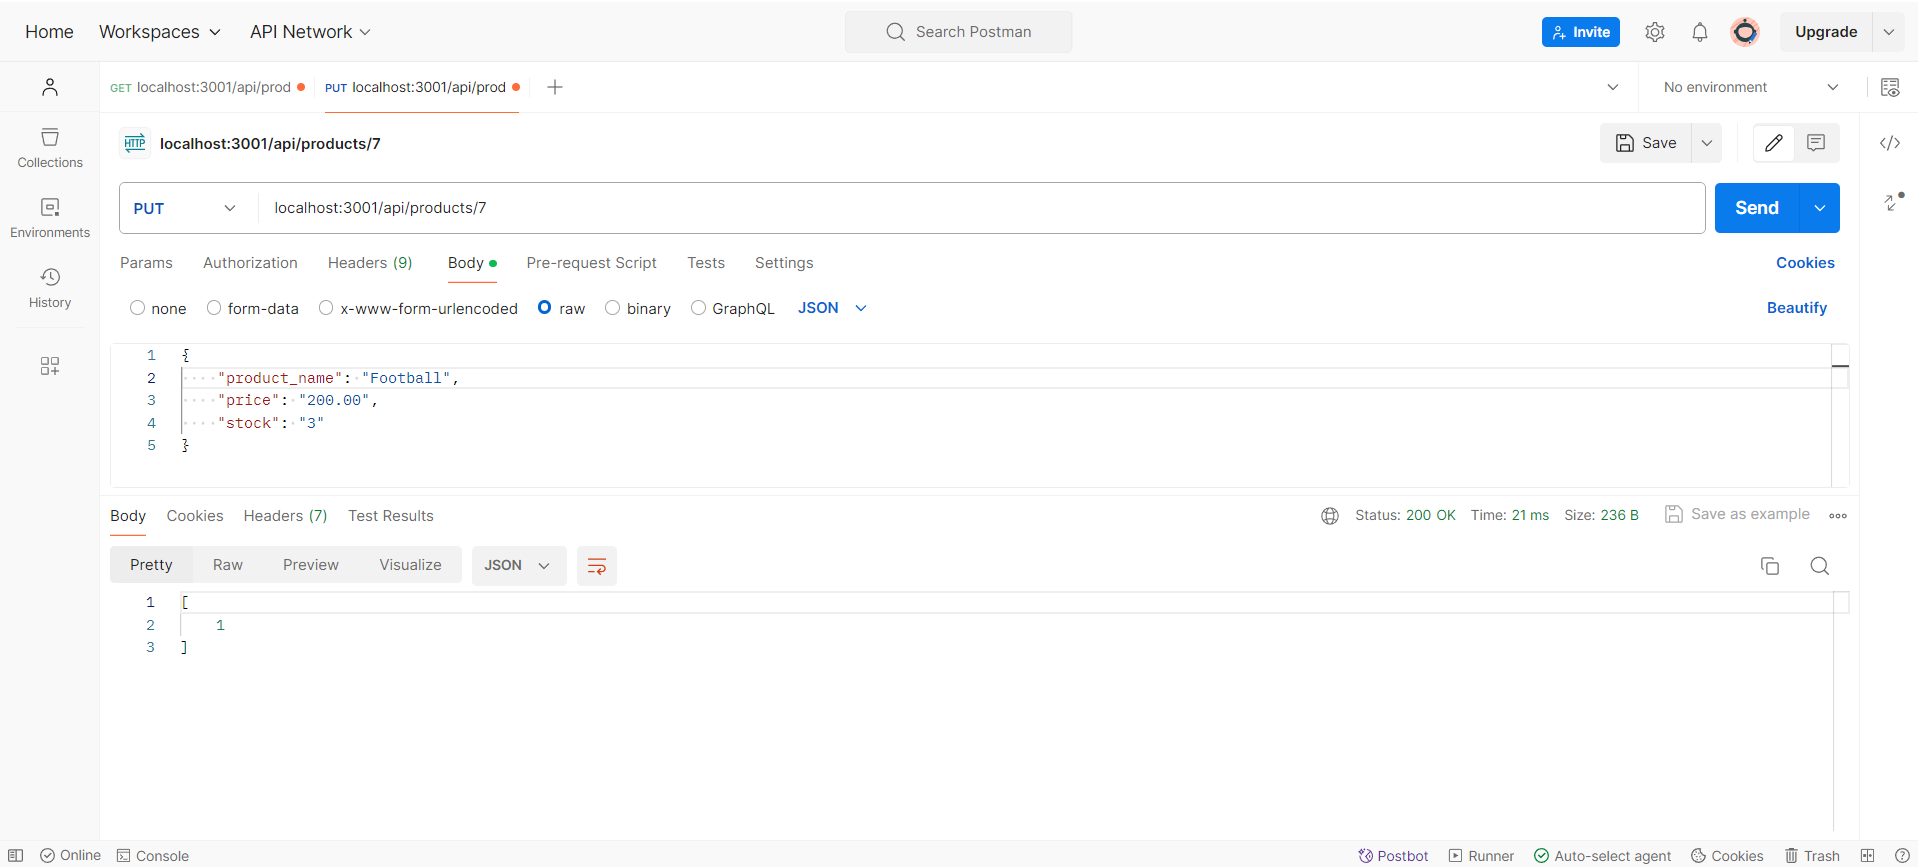 Home Workspaces API Network Search Postman Invite Upgrade
GET localhost:3001/api/prod PUT localhost:3001/api/prod No environment
HTTP localhost:3001/api/products/7 Save
Collections
PUT localhost:3001/api/products/7 Send
Environments
Params Authorization Headers (9) Body Pre-request Script Tests Settings Cookies
History
none form-data x-www-form-urlencoded raw binary GraphQL JSON Beautify
1 {
2 "product_name": "Football",
3 "price": "200.00",
4 "stock": "3"
5 }
Body Cookies Headers (7) Test Results Status: 200 OK Time: 21 ms Size: 236 B Save as example
Pretty Raw Preview Visualize JSON
1 [
2 1
3 ]
Online Console Postbot Runner Auto-select agent Cookies Trash